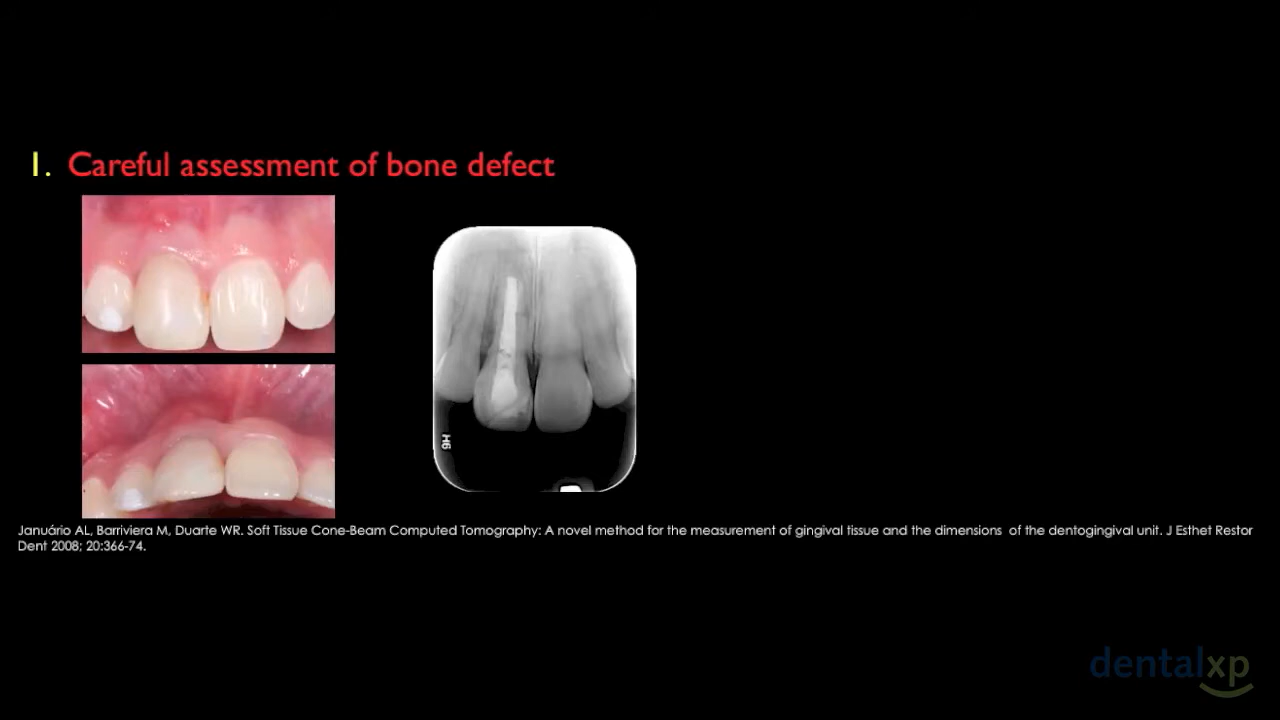 1. Careful assessment of bone defect
H6
Januário AL, Barriviera M, Duarte WR. Soft Tissue Cone-Beam Computed Tomography: A novel method for the measurement of gingival tissue and the dimensions of the dentogingival unit. J Esthet Restor
Dent 2008; 20:366-74.
dentalxp